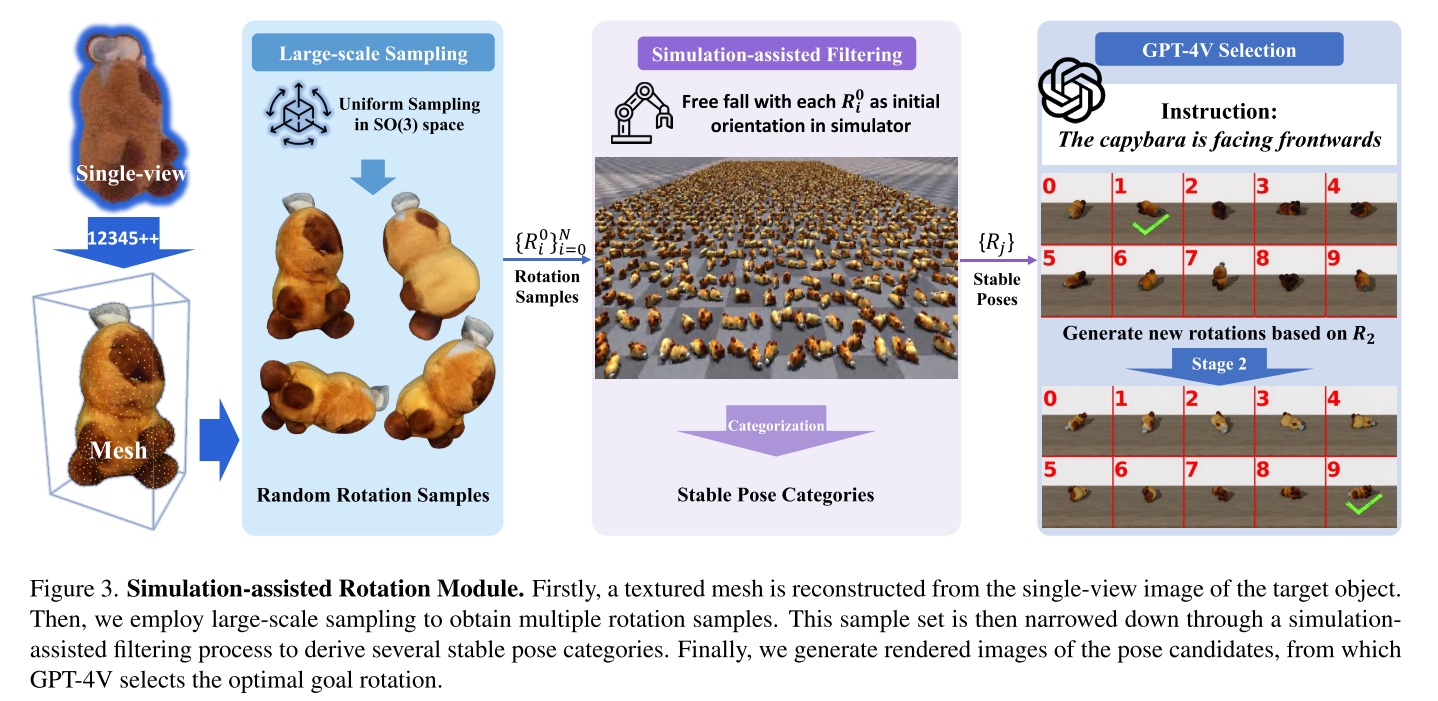 Single-view
12345++
Mesh
Large-scale Sampling
Uniform Sampling
in SO(3) space
Random Rotation Samples
{R_i^0}_{i=0}^N
Rotation
Samples
Simulation-assisted Filtering
Free fall with each R_i^0 as initial
orientation in simulator
Categorization
Stable Pose Categories
{R_j}
Stable
Poses
GPT-4V Selection
Instruction:
The capybara is facing frontwards
0 1 2 3 4
5 6 7 8 9
Generate new rotations based on R_2
Stage 2
0 1 2 3 4
5 6 7 8 9
Figure 3. Simulation-assisted Rotation Module. Firstly, a textured mesh is reconstructed from the single-view image of the target object.
Then, we employ large-scale sampling to obtain multiple rotation samples. This sample set is then narrowed down through a simulation-
assisted filtering process to derive several stable pose categories. Finally, we generate rendered images of the pose candidates, from which
GPT-4V selects the optimal goal rotation.